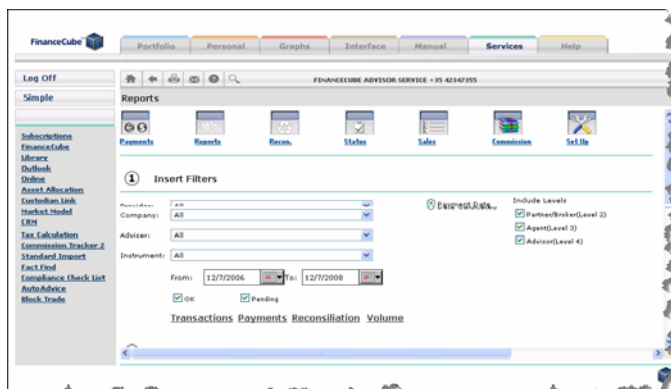 FinanceCube
Portfolio Personal Graphs Interface Manual Services Help
Log Off
FINANCECUBE ADVISOR SERVICE +35 42347355
Simple
Reports
Payments Reports Recon. Status Sales Commission Set Up
Subscriptions
FinanceCube
Library
Outlook
Online
Asset Allocation
Custodian Link
Market Model
CRM
Tax Calculation
Commission Tracker 2
Standard Import
Fact Find
Compliance Check List
AutoAdvice
Block Trade
1 Insert Filters
Provider: All
Company: All
Adviser: All
Instrument: All
From: 12/7/2006 To: 12/7/2008
OK Pending
Payment Date
Include Levels
Partner/Broker(Level 2)
Agent(Level 3)
Advisor(Level 4)
Transactions Payments Reconsiliation Volume